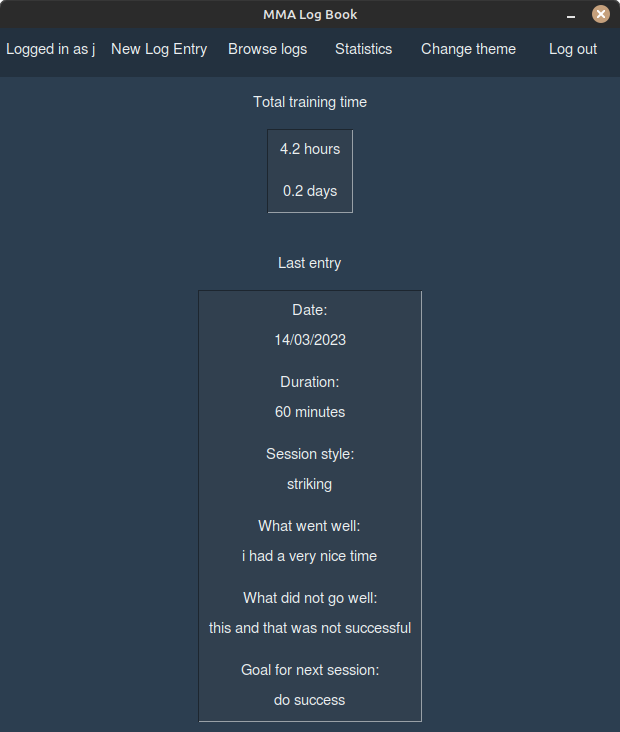 MMA Log Book
Logged in as j New Log Entry Browse logs Statistics Change theme Log out
Total training time
4.2 hours
0.2 days
Last entry
Date:
14/03/2023
Duration:
60 minutes
Session style:
striking
What went well:
i had a very nice time
What did not go well:
this and that was not successful
Goal for next session:
do success